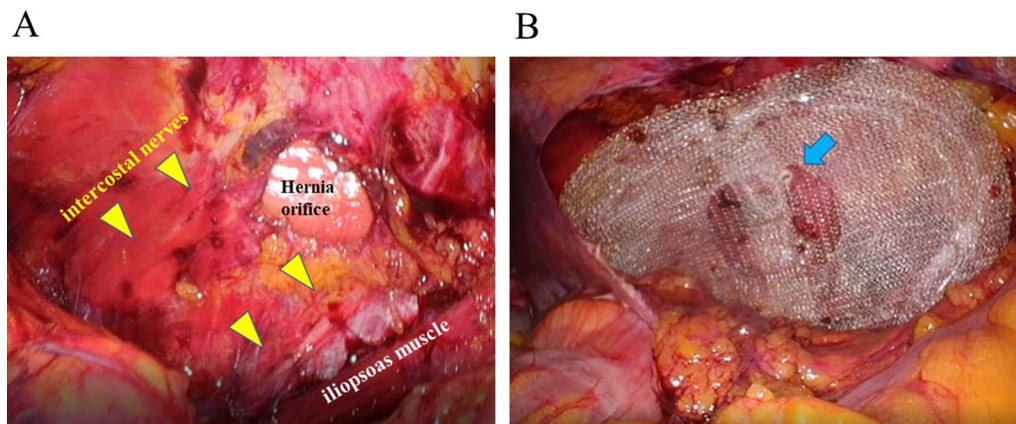 A
B
intercostal nerves
Hernia
orifice
iliopsoas muscle